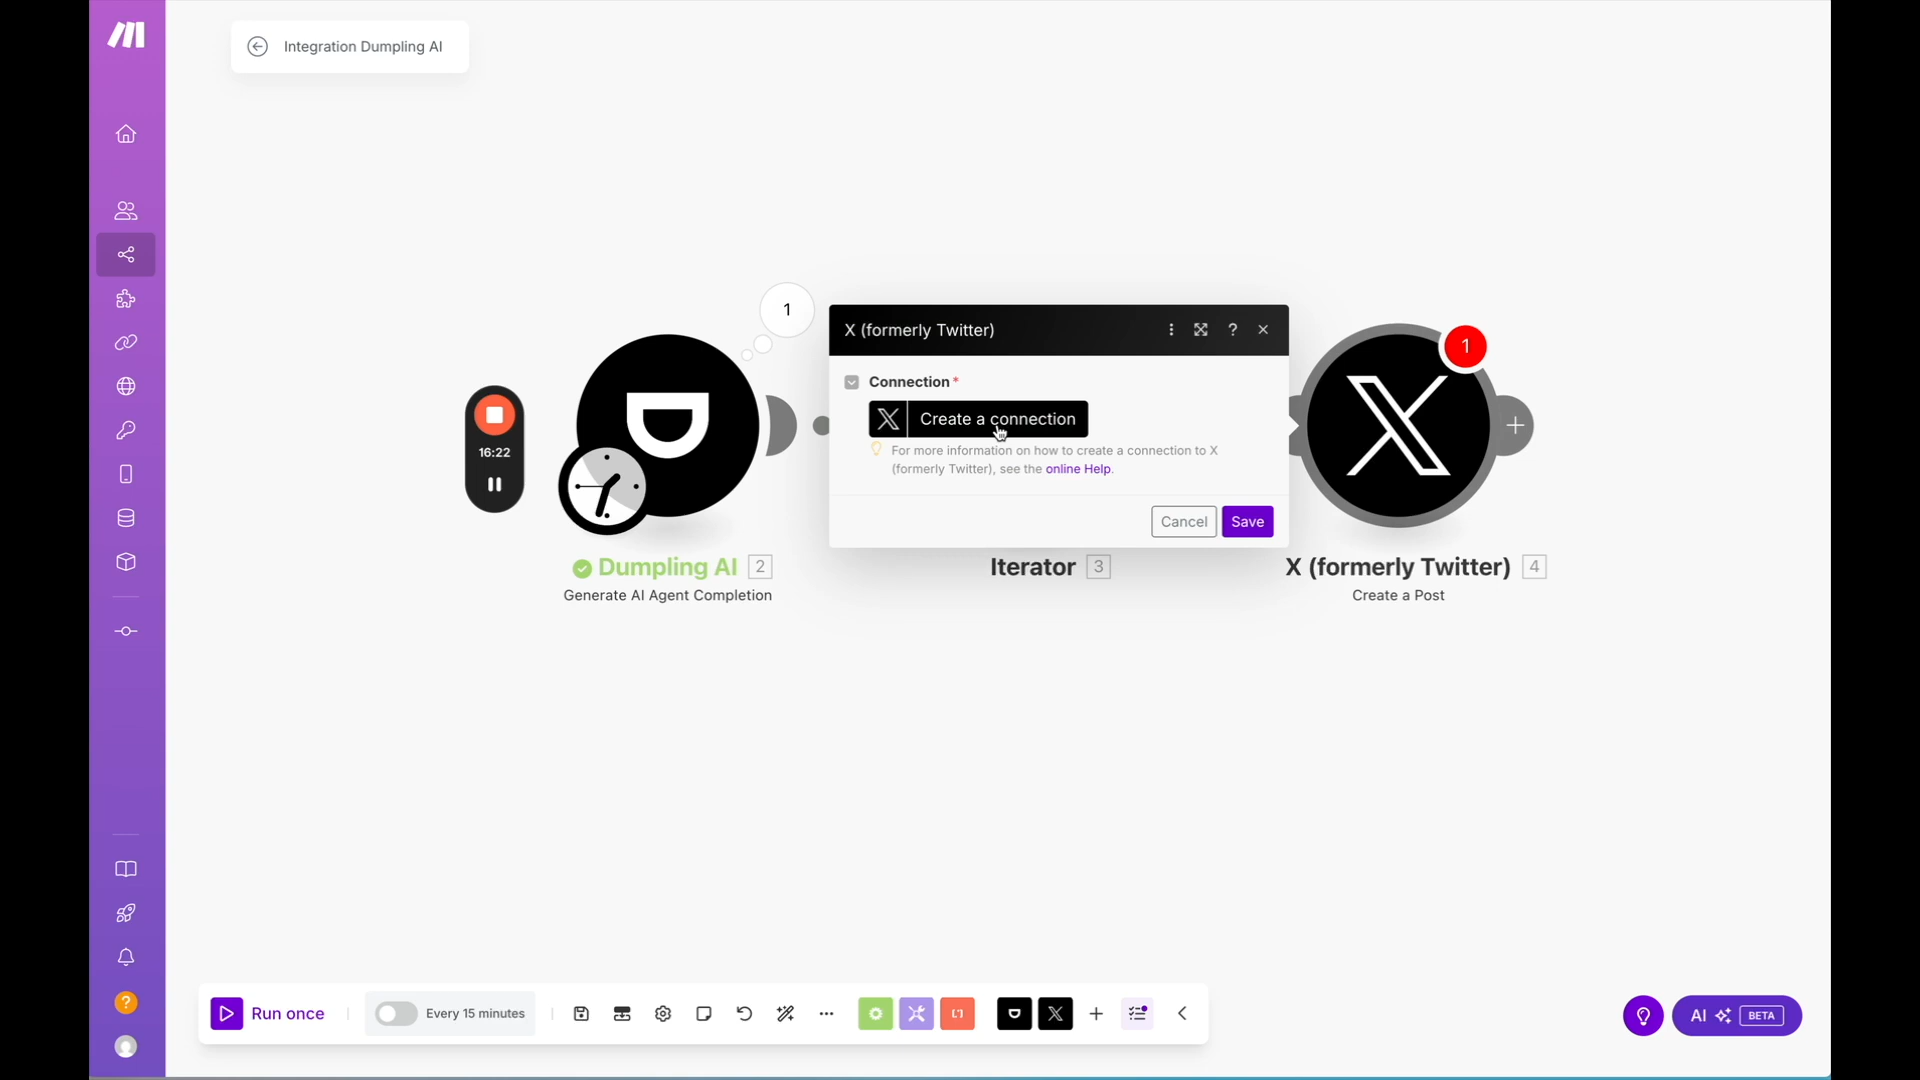 Integration Dumpling AI
1
X (formerly Twitter)
?
1
Connection *
Create a connection
For more information on how to create a connection to X
(formerly Twitter), see the online Help.
16:22
Cancel
Save
Dumpling AI 2
Generate AI Agent Completion
Iterator 3
X (formerly Twitter) 4
Create a Post
?
Run once
Every 15 minutes
AI BETA